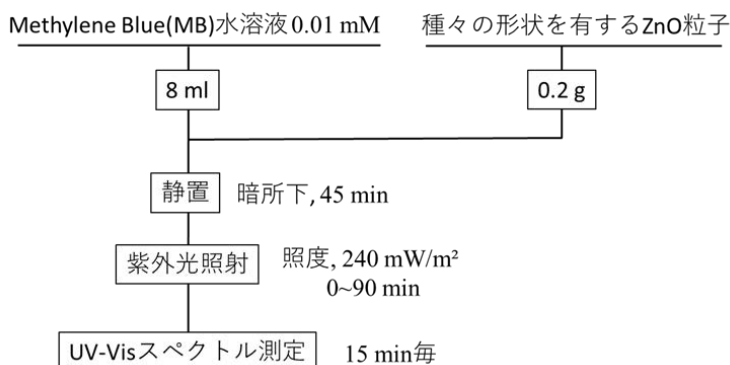 Methylene Blue(MB)水溶液 0.01 mM
種々の形状を有するZnO粒子
8 ml
0.2 g
静置
暗所下, 45 min
紫外光照射
照度, 240 mW/m²
0~90 min
UV-Visスペクトル測定
15 min毎